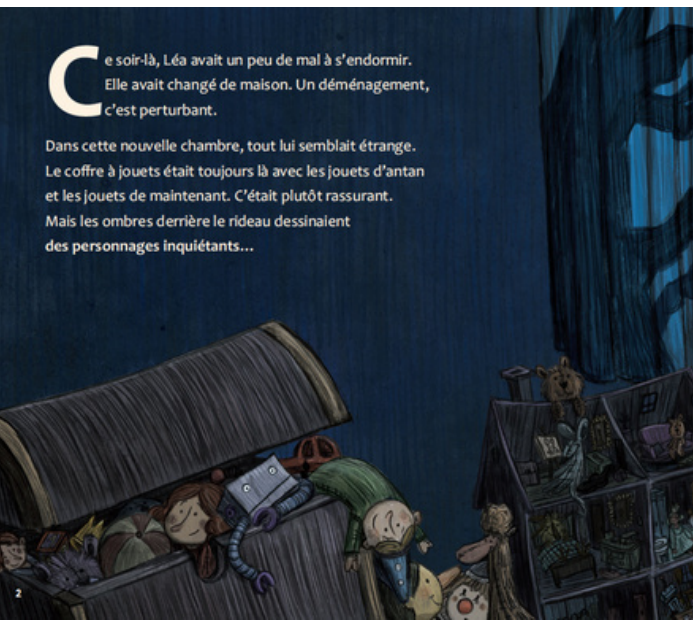 Ce soir-là, Léa avait un peu de mal à s'endormir.
Elle avait changé de maison. Un déménagement,
c'est perturbant.
Dans cette nouvelle chambre, tout lui semblait étrange.
Le coffre à jouets était toujours là avec les jouets d'antan
et les jouets de maintenant. C'était plutôt rassurant.
Mais les ombres derrière le rideau dessinaient
des personnages inquiétants...
2